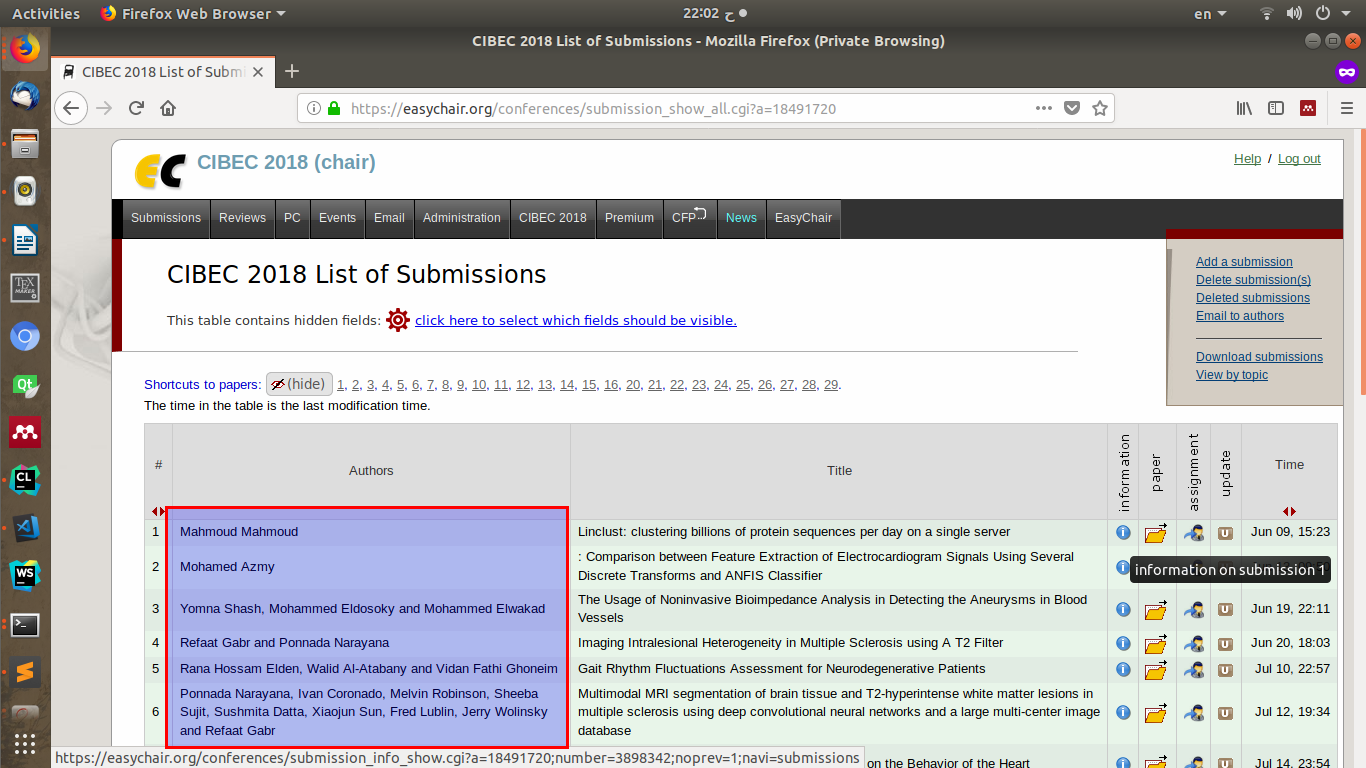 Activities
Firefox Web Browser
22:02 ح
en
CIBEC 2018 List of Submissions - Mozilla Firefox (Private Browsing)
CIBEC 2018 List of Submi
https://easychair.org/conferences/submission_show_all.cgi?a=18491720
EC
CIBEC 2018 (chair)
Help / Log out
Submissions
Reviews
PC
Events
Email
Administration
CIBEC 2018
Premium
CFP
News
EasyChair
CIBEC 2018 List of Submissions
This table contains hidden fields: click here to select which fields should be visible.
Add a submission
Delete submission(s)
Deleted submissions
Email to authors
Download submissions
View by topic
Shortcuts to papers: (hide) 1, 2, 3, 4, 5, 6, 7, 8, 9, 10, 11, 12, 13, 14, 15, 16, 20, 21, 22, 23, 24, 25, 26, 27, 28, 29.
The time in the table is the last modification time.
#
Authors
Title
information
paper
assignment
update
Time
1
Mahmoud Mahmoud
Linclust: clustering billions of protein sequences per day on a single server
Jun 09, 15:23
2
Mohamed Azmy
: Comparison between Feature Extraction of Electrocardiogram Signals Using Several
Discrete Transforms and ANFIS Classifier
information on submission 1
3
Yomna Shash, Mohammed Eldosoky and Mohammed Elwakad
The Usage of Noninvasive Bioimpedance Analysis in Detecting the Aneurysms in Blood
Vessels
Jun 19, 22:11
4
Refaat Gabr and Ponnada Narayana
Imaging Intralesional Heterogeneity in Multiple Sclerosis using A T2 Filter
Jun 20, 18:03
5
Rana Hossam Elden, Walid Al-Atabany and Vidan Fathi Ghoneim
Gait Rhythm Fluctuations Assessment for Neurodegenerative Patients
Jul 10, 22:57
6
Ponnada Narayana, Ivan Coronado, Melvin Robinson, Sheeba
Sujit, Sushmita Datta, Xiaojun Sun, Fred Lublin, Jerry Wolinsky
and Refaat Gabr
Multimodal MRI segmentation of brain tissue and T2-hyperintense white matter lesions in
multiple sclerosis using deep convolutional neural networks and a large multi-center image
database
Jul 12, 19:34
on the Behavior of the Heart
Jul 14, 23:54
https://easychair.org/conferences/submission_info_show.cgi?a=18491720;number=3898342;noprev=1;navi=submissions